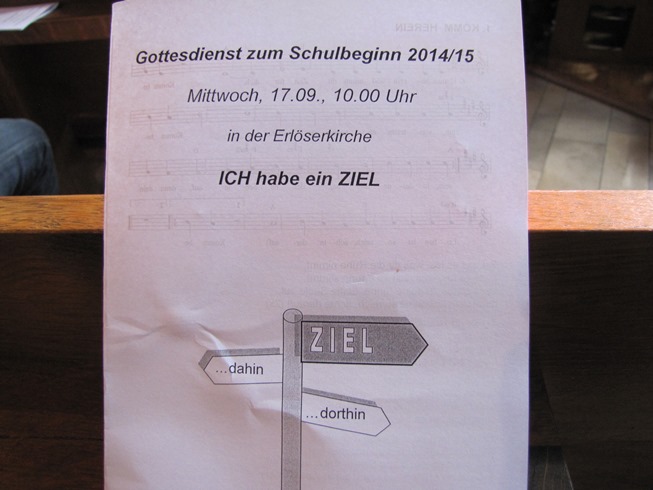 Gottesdienst zum Schulbeginn 2014/15
Mittwoch, 17.09., 10.00 Uhr
in der Erlöserkirche
ICH habe ein ZIEL
ZIEL
...dahin
...dorthin